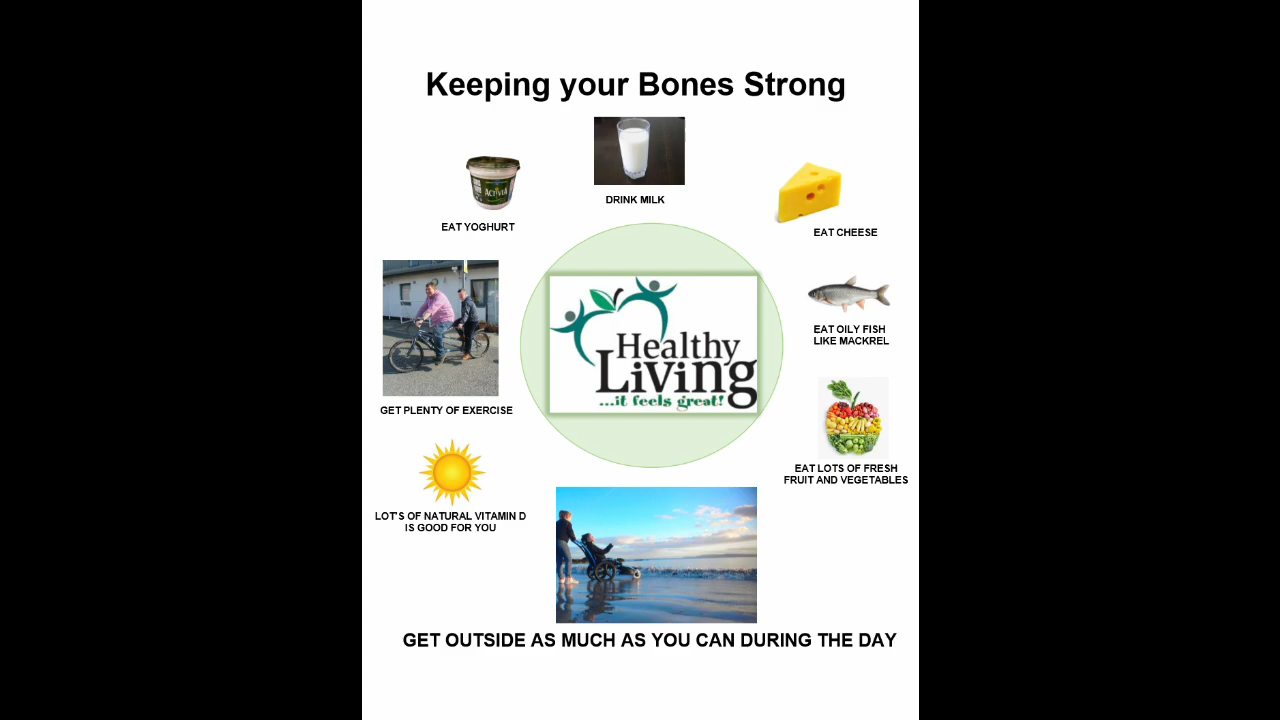 Keeping your Bones Strong
DRINK MILK
ACTIVIA
EAT YOGHURT
EAT CHEESE
EAT OILY FISH
LIKE MACKREL
Healthy
Living
...it feels great!
GET PLENTY OF EXERCISE
EAT LOTS OF FRESH
FRUIT AND VEGETABLES
LOT'S OF NATURAL VITAMIN D
IS GOOD FOR YOU
GET OUTSIDE AS MUCH AS YOU CAN DURING THE DAY